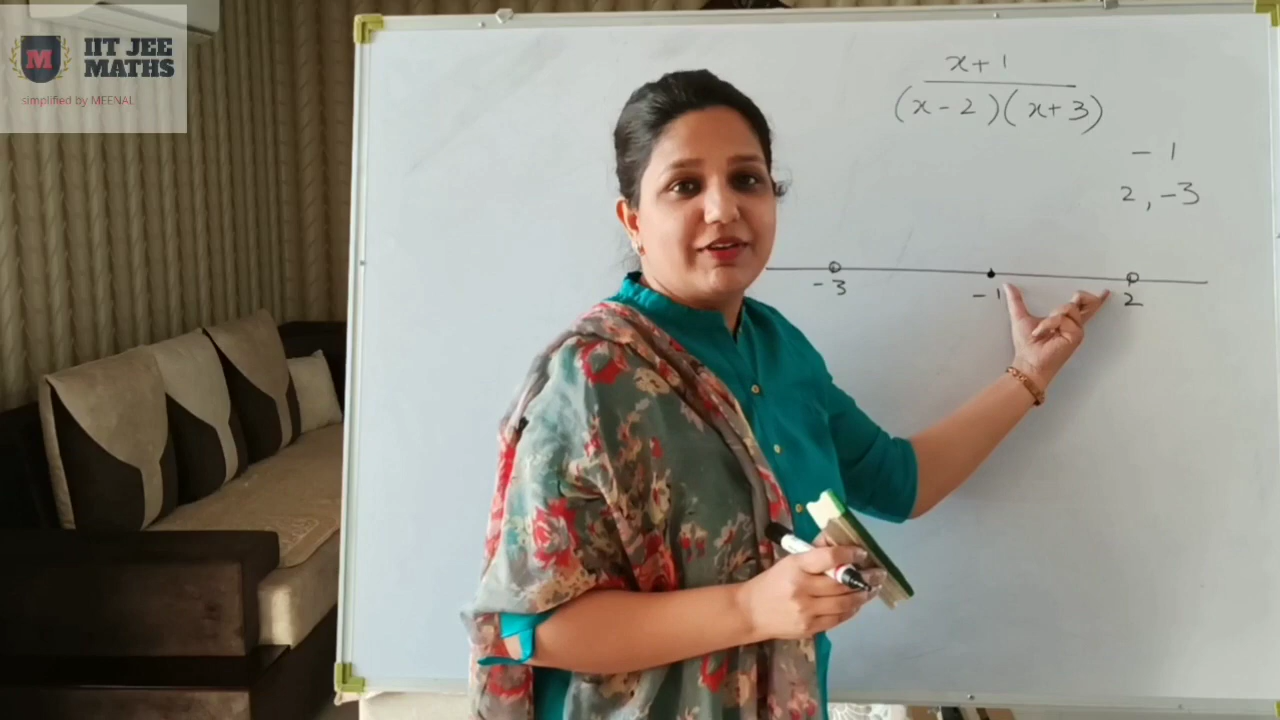 IIT JEE
MATHS
simplified by MEENAL
M
x+1
(x-2)(x+3)
-1
2, -3
-3 -1 2